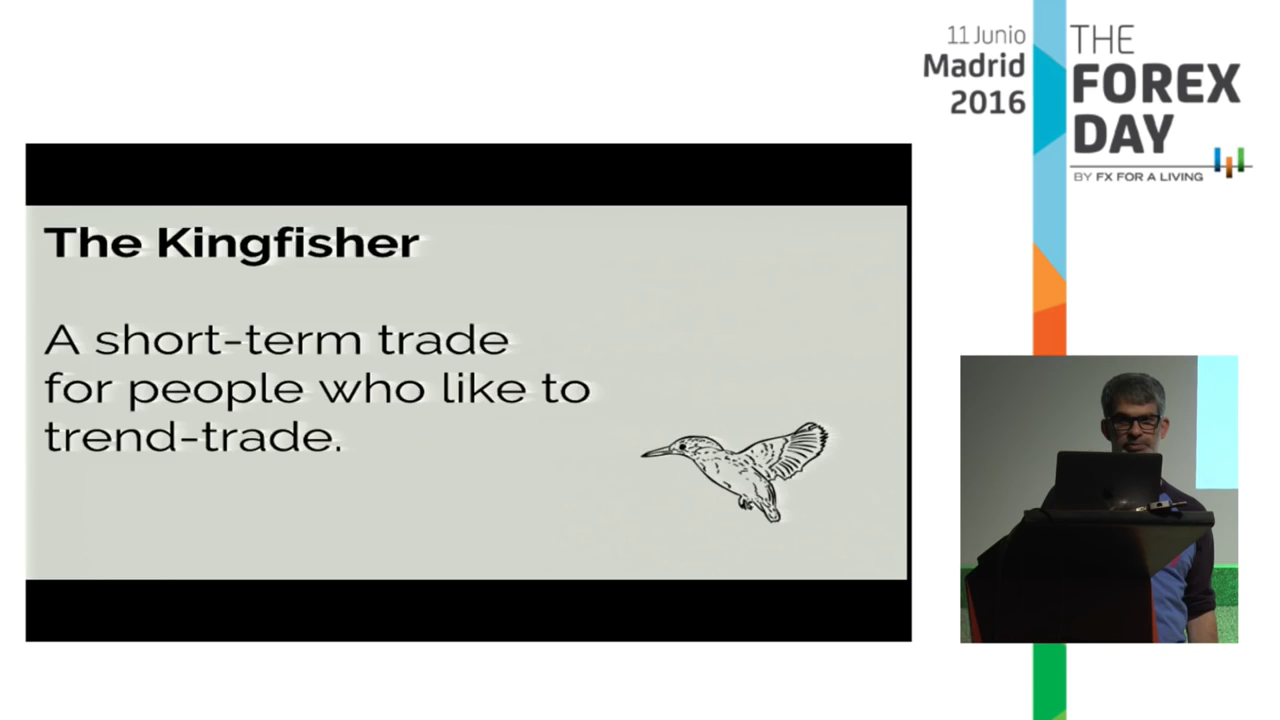 11 Junio
Madrid
2016
THE
FOREX
DAY
BY FX FOR A LIVING
The Kingfisher
A short-term trade
for people who like to
trend-trade.